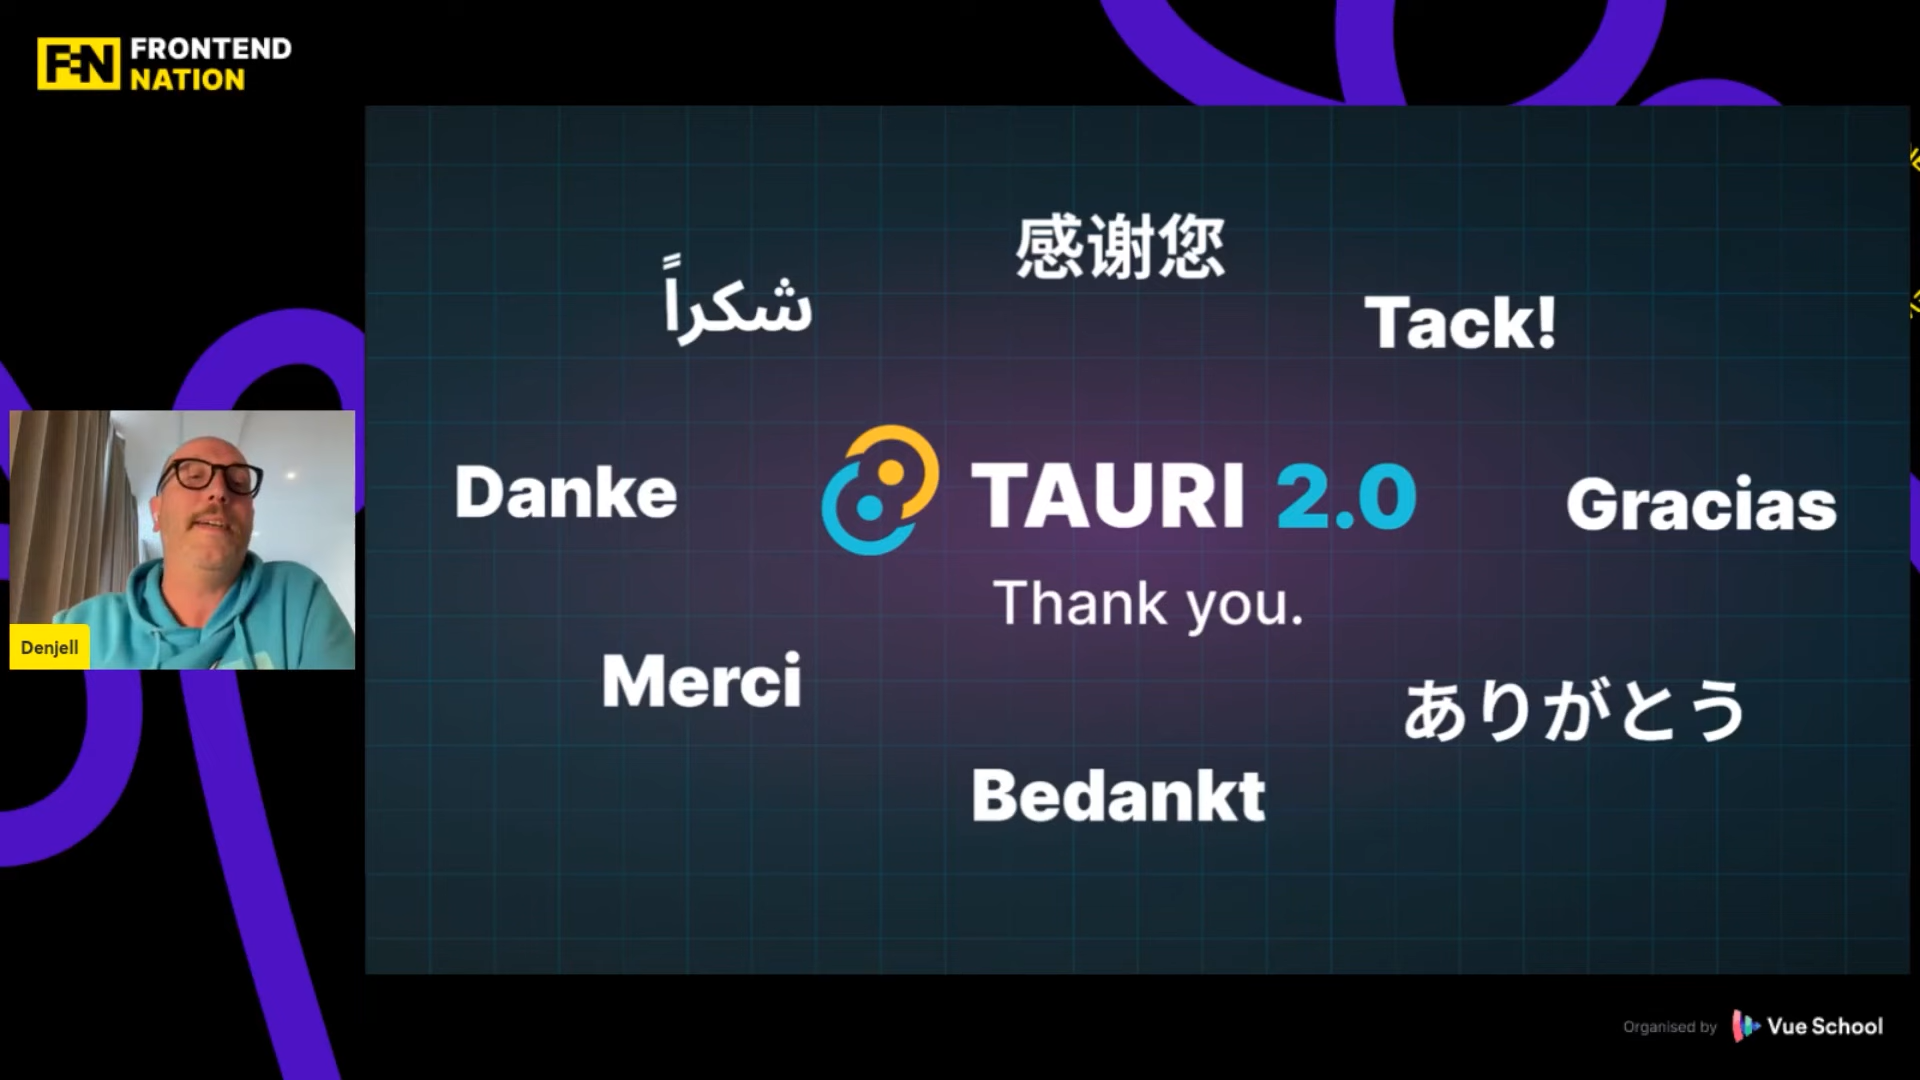 FRONTEND
NATION
感谢您
شكراً
Tack!
Danke
TAURI 2.0
Gracias
Thank you.
Denjell
Merci
ありがとう
Bedankt
Organised by Vue School